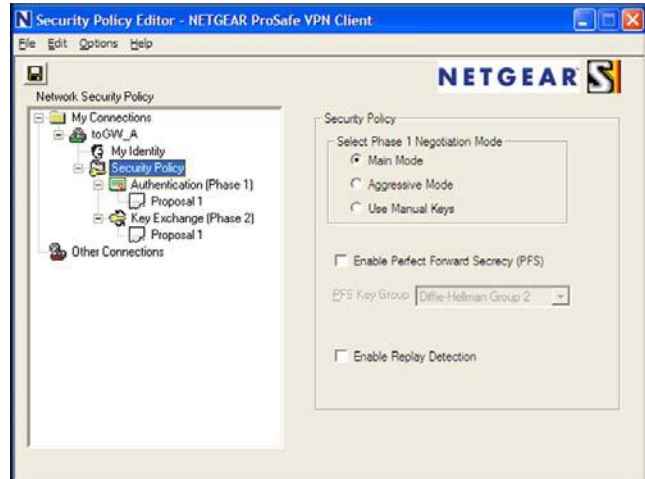 N Security Policy Editor - NETGEAR ProSafe VPN Client
File Edit Options Help
NETGEAR
Network Security Policy
My Connections
toGW_A
My Identity
Security Policy
Authentication (Phase 1)
Proposal 1
Key Exchange (Phase 2)
Proposal 1
Other Connections
Security Policy
Select Phase 1 Negotiation Mode
Main Mode
Aggressive Mode
Use Manual Keys
Enable Perfect Forward Secrecy (PFS)
PFS Key Group Diffie-Hellman Group 2
Enable Replay Detection